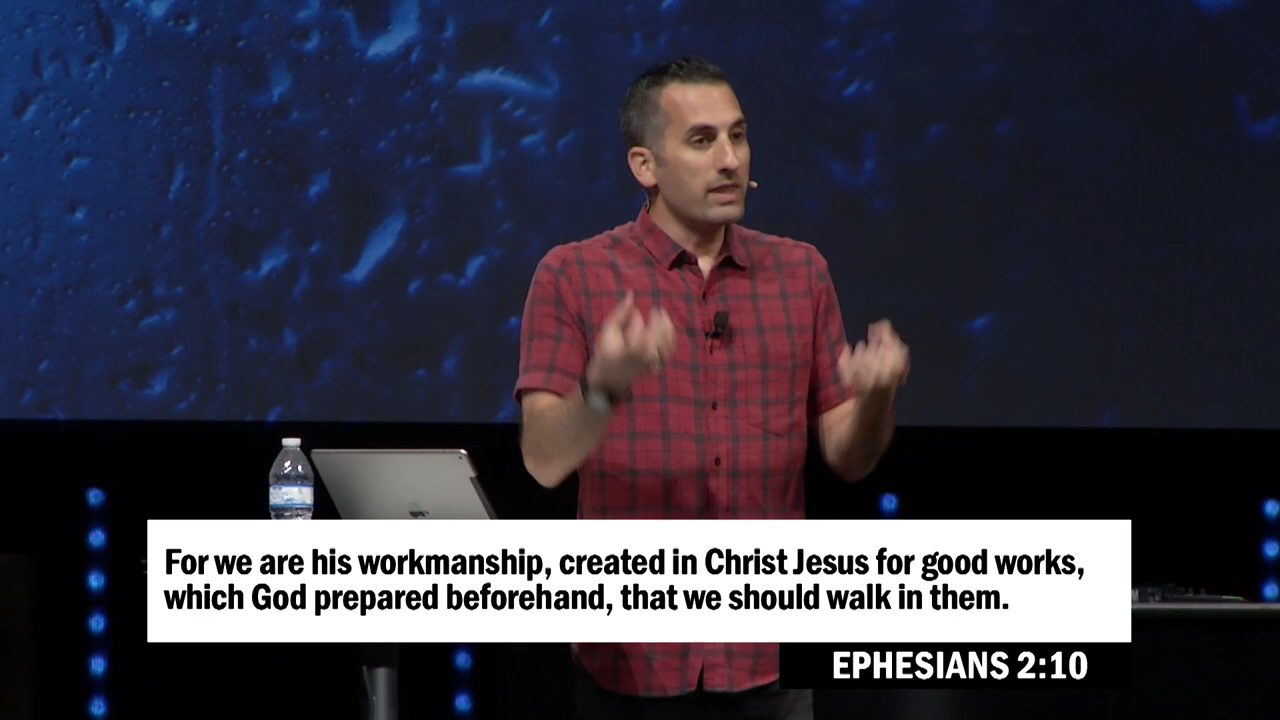 For we are his workmanship, created in Christ Jesus for good works,
which God prepared beforehand, that we should walk in them.
EPHESIANS 2:10